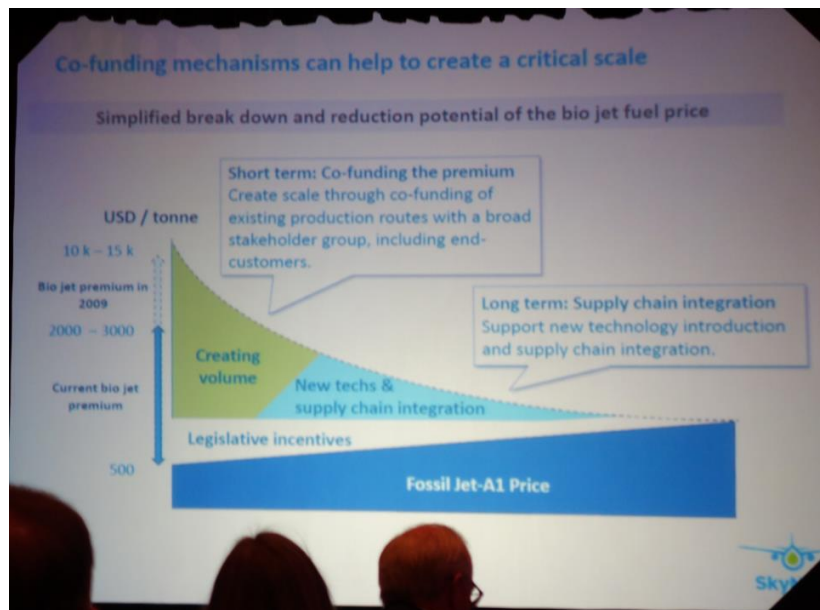 Co-funding mechanisms can help to create a critical scale
Simplified break down and reduction potential of the bio jet fuel price
Short term: Co-funding the premium
Create scale through co-funding of
existing production routes with a broad
stakeholder group, including end-
customers.
USD / tonne
10 k – 15 k
Bio jet premium in
2009
2000 – 3000
Long term: Supply chain integration
Support new technology introduction
and supply chain integration.
Creating
volume
New techs &
supply chain integration
Current bio jet
premium
Legislative incentives
500
Fossil Jet-A1 Price